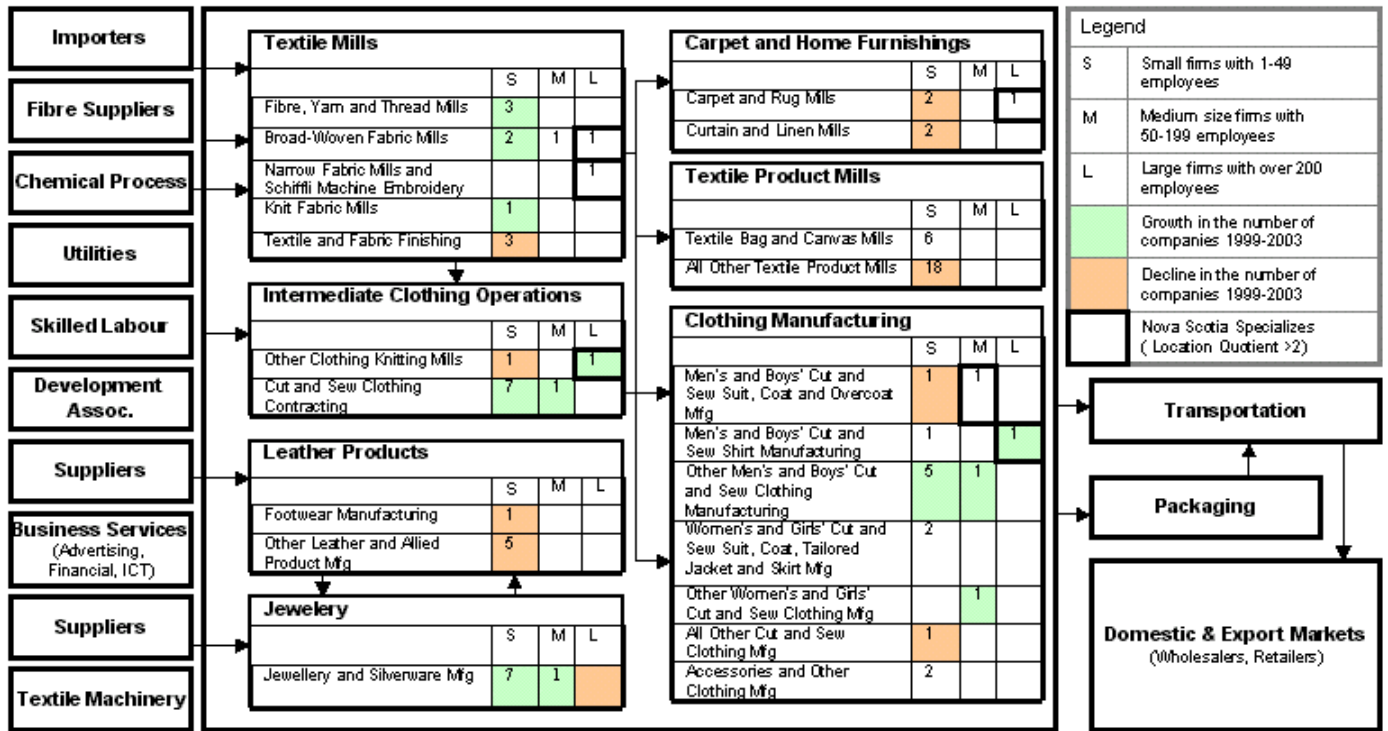 Importers
Fibre Suppliers
Chemical Process
Utilities
Skilled Labour
Development
Assoc.
Suppliers
Business Services
(Advertising,
Financial, ICT)
Suppliers
Textile Machinery
Textile Mills
S M L
Fibre, Yarn and Thread Mills 3
Broad-Woven Fabric Mills 2 1 1
Narrow Fabric Mills and 1
Schiffli Machine Embroidery
Knit Fabric Mills 1
Textile and Fabric Finishing 3
Intermediate Clothing Operations
S M L
Other Clothing Knitting Mills 1 1
Cut and Sew Clothing 7 1
Contracting
Leather Products
S M L
Footwear Manufacturing 1
Other Leather and Allied 5
Product Mfg
Jewelery
S M L
Jewellery and Silverware Mfg 7 1
Carpet and Home Furnishings
S M L
Carpet and Rug Mills 2 1
Curtain and Linen Mills 2
Textile Product Mills
S M L
Textile Bag and Canvas Mills 6
All Other Textile Product Mills 18
Clothing Manufacturing
S M L
Men's and Boys' Cut and 1 1
Sew Suit, Coat and Overcoat
Mfg
Men's and Boys' Cut and 1 1
Sew Shirt Manufacturing
Other Men's and Boys' Cut 5 1
and Sew Clothing
Manufacturing
Women's and Girls' Cut and 2
Sew Suit, Coat, Tailored
Jacket and Skirt Mfg
Other Women's and Girls' 1
Cut and Sew Clothing Mfg
All Other Cut and Sew 1
Clothing Mfg
Accessories and Other 2
Clothing Mfg
Legend
S Small firms with 1-49
employees
M Medium size firms with
50-199 employees
L Large firms with over 200
employees
Growth in the number of
companies 1999-2003
Decline in the number of
companies 1999-2003
Nova Scotia Specializes
( Location Quotient >2)
Transportation
Packaging
Domestic & Export Markets
(Wholesalers, Retailers)